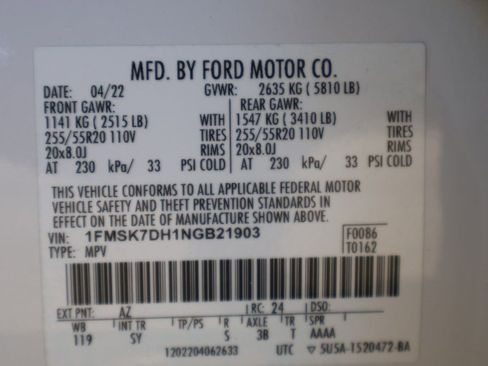 MFD. BY FORD MOTOR CO.
DATE: 04/22 GVWR: 2635 KG ( 5810 LB)
FRONT GAWR: REAR GAWR:
1141 KG ( 2515 LB) WITH 1547 KG ( 3410 LB) WITH
255/55R20 110V TIRES 255/55R20 110V TIRES
20x8.0J RIMS 20x8.0J RIMS
AT 230 kPa/ 33 PSI COLD AT 230 kPa/ 33 PSI COLD
THIS VEHICLE CONFORMS TO ALL APPLICABLE FEDERAL MOTOR
VEHICLE SAFETY AND THEFT PREVENTION STANDARDS IN
EFFECT ON THE DATE OF MANUFACTURE SHOWN ABOVE.
VIN: 1FMSK7DH1NGB21903 F0086
TYPE: MPV T0162
EXT PNT: AZ RC: 24 DSO:
WB INT TR TP/PS R AXLE TR SPR
119 SY S 3B T AAAA
1202204062633 UTC 5U5A-1520472-BA